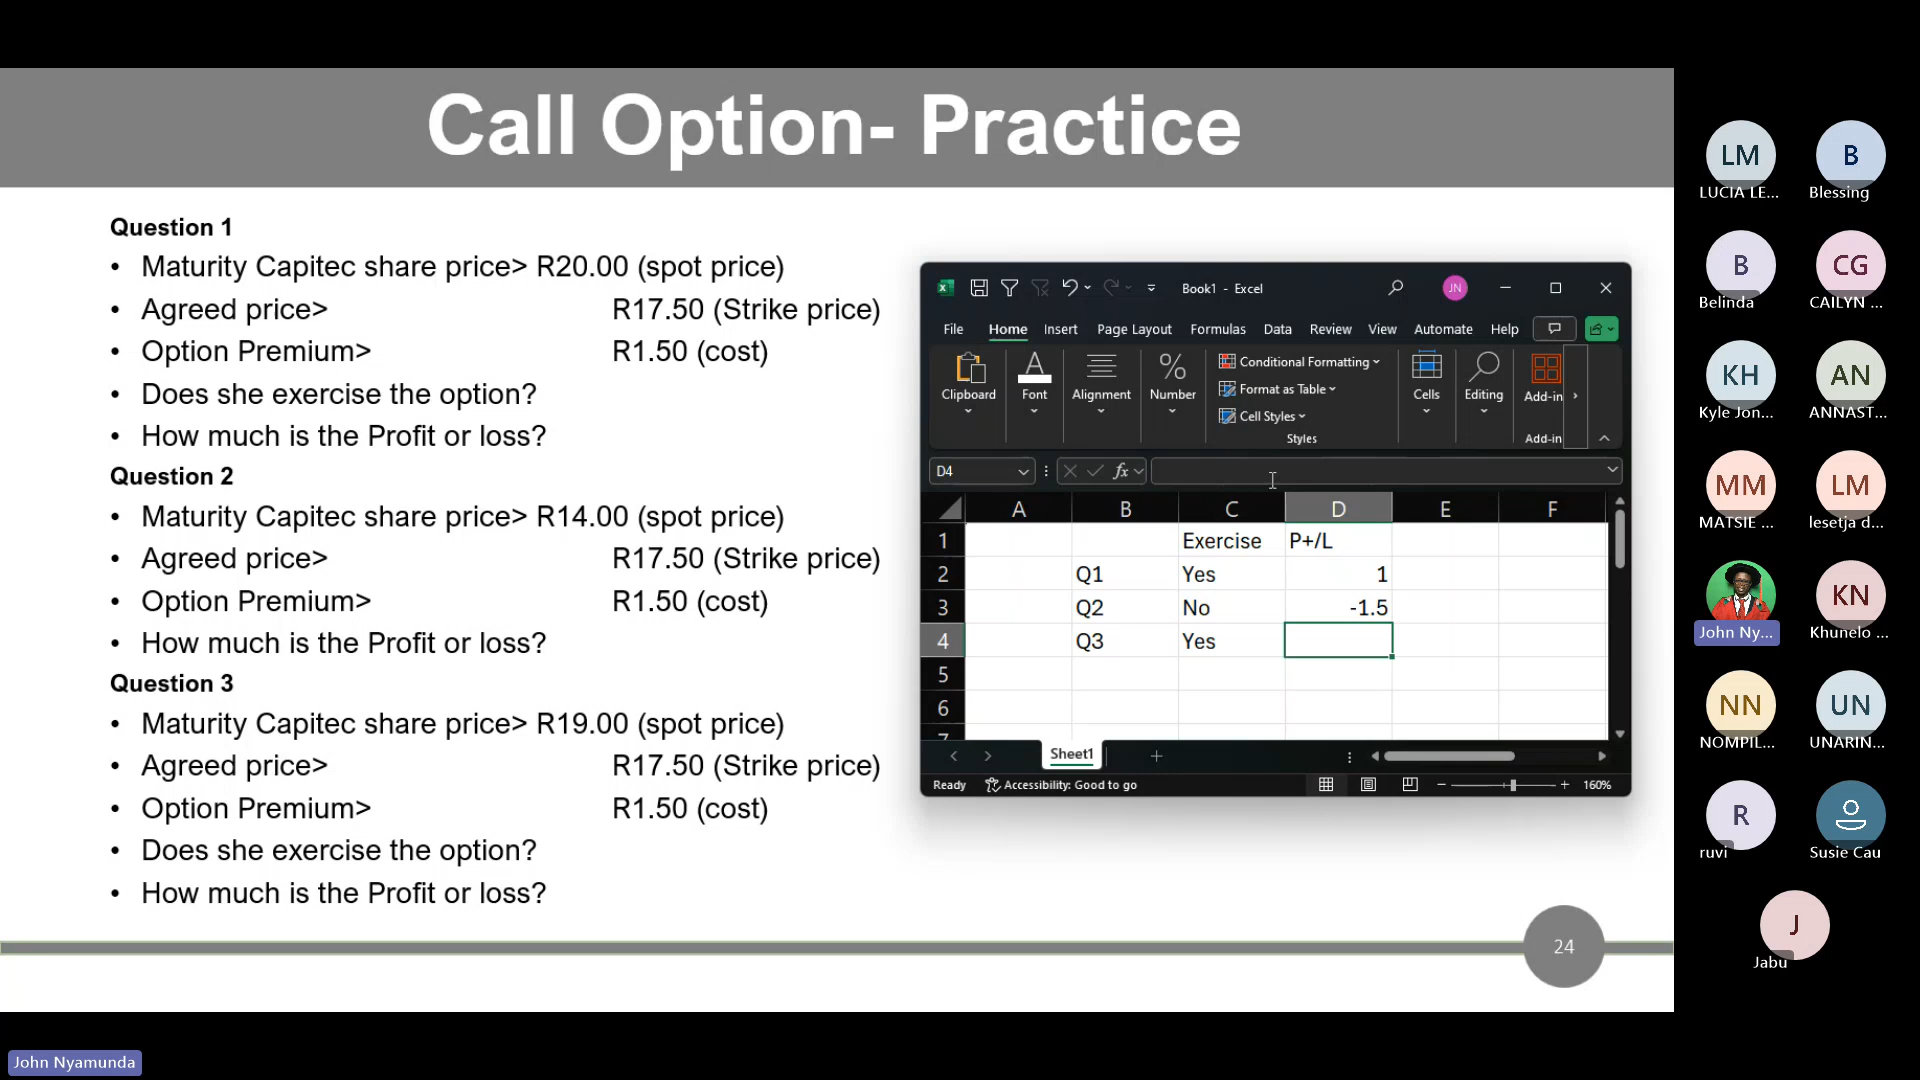 Call Option- Practice
Question 1
• Maturity Capitec share price> R20.00 (spot price)
• Agreed price> R17.50 (Strike price)
• Option Premium> R1.50 (cost)
• Does she exercise the option?
• How much is the Profit or loss?
Question 2
• Maturity Capitec share price> R14.00 (spot price)
• Agreed price> R17.50 (Strike price)
• Option Premium> R1.50 (cost)
• How much is the Profit or loss?
Question 3
• Maturity Capitec share price> R19.00 (spot price)
• Agreed price> R17.50 (Strike price)
• Option Premium> R1.50 (cost)
• Does she exercise the option?
• How much is the Profit or loss?
24
Book1 - Excel
JN
File Home Insert Page Layout Formulas Data Review View Automate Help
Clipboard Font Alignment Number
Conditional Formatting
Format as Table
Cell Styles
Styles
Cells Editing Add-in
Add-in
D4 fx
A B C D E F
1 Exercise P+/L
2 Q1 Yes 1
3 Q2 No -1.5
4 Q3 Yes
5
6
7
Sheet1
Ready Accessibility: Good to go 160%
LM B
LUCIA LE... Blessing
B CG
Belinda CAILYN ...
KH AN
Kyle Jon... ANNAST...
MM LM
MATSIE ... lesetja d...
KN
John Ny... Khunelo ...
NN UN
NOMPIL... UNARIN...
R
ruvi Susie Cau
J
Jabu
John Nyamunda